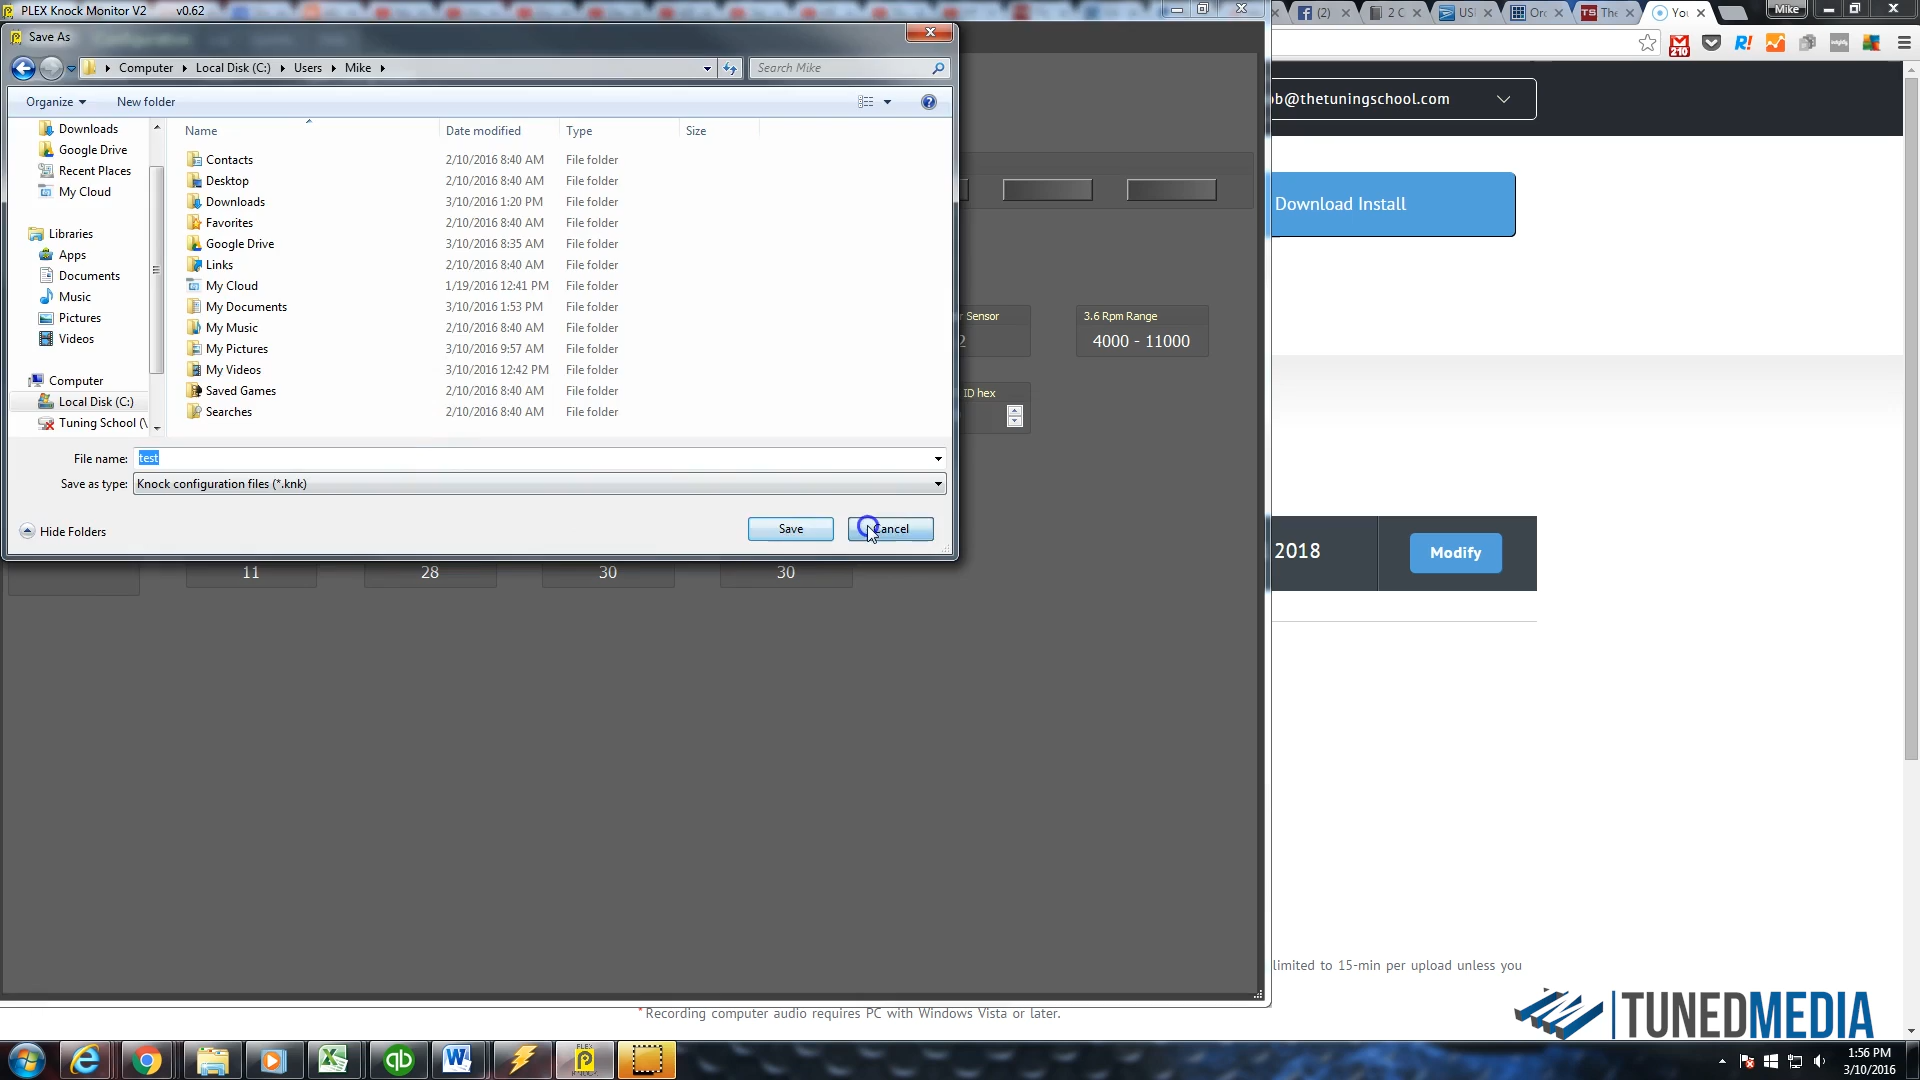 PLEX Knock Monitor V2 v0.62
Save As
Computer Local Disk (C:) Users Mike
Search Mike
Organize New folder
Downloads
Google Drive
Recent Places
My Cloud
Libraries
Apps
Documents
Music
Pictures
Videos
Computer
Local Disk (C:)
Tuning School (\
Name Date modified Type Size
Contacts 2/10/2016 8:40 AM File folder
Desktop 2/10/2016 8:40 AM File folder
Downloads 3/10/2016 1:20 PM File folder
Favorites 2/10/2016 8:40 AM File folder
Google Drive 3/10/2016 8:35 AM File folder
Links 2/10/2016 8:40 AM File folder
My Cloud 1/19/2016 12:41 PM File folder
My Documents 3/10/2016 1:53 PM File folder
My Music 2/10/2016 8:40 AM File folder
My Pictures 3/10/2016 9:57 AM File folder
My Videos 3/10/2016 12:42 PM File folder
Saved Games 2/10/2016 8:40 AM File folder
Searches 2/10/2016 8:40 AM File folder
File name: test
Save as type: Knock configuration files (*.knk)
Hide Folders
Save Cancel
r Sensor
2
3.6 Rpm Range
4000 - 11000
ID hex
11 28 30 30
(2) 2 C US Orc The Yo Mike
210
ob@thetuningschool.com
Download Install
2018 Modify
limited to 15-min per upload unless you
*Recording computer audio requires PC with Windows Vista or later.
TUNEDMEDIA
1:56 PM
3/10/2016